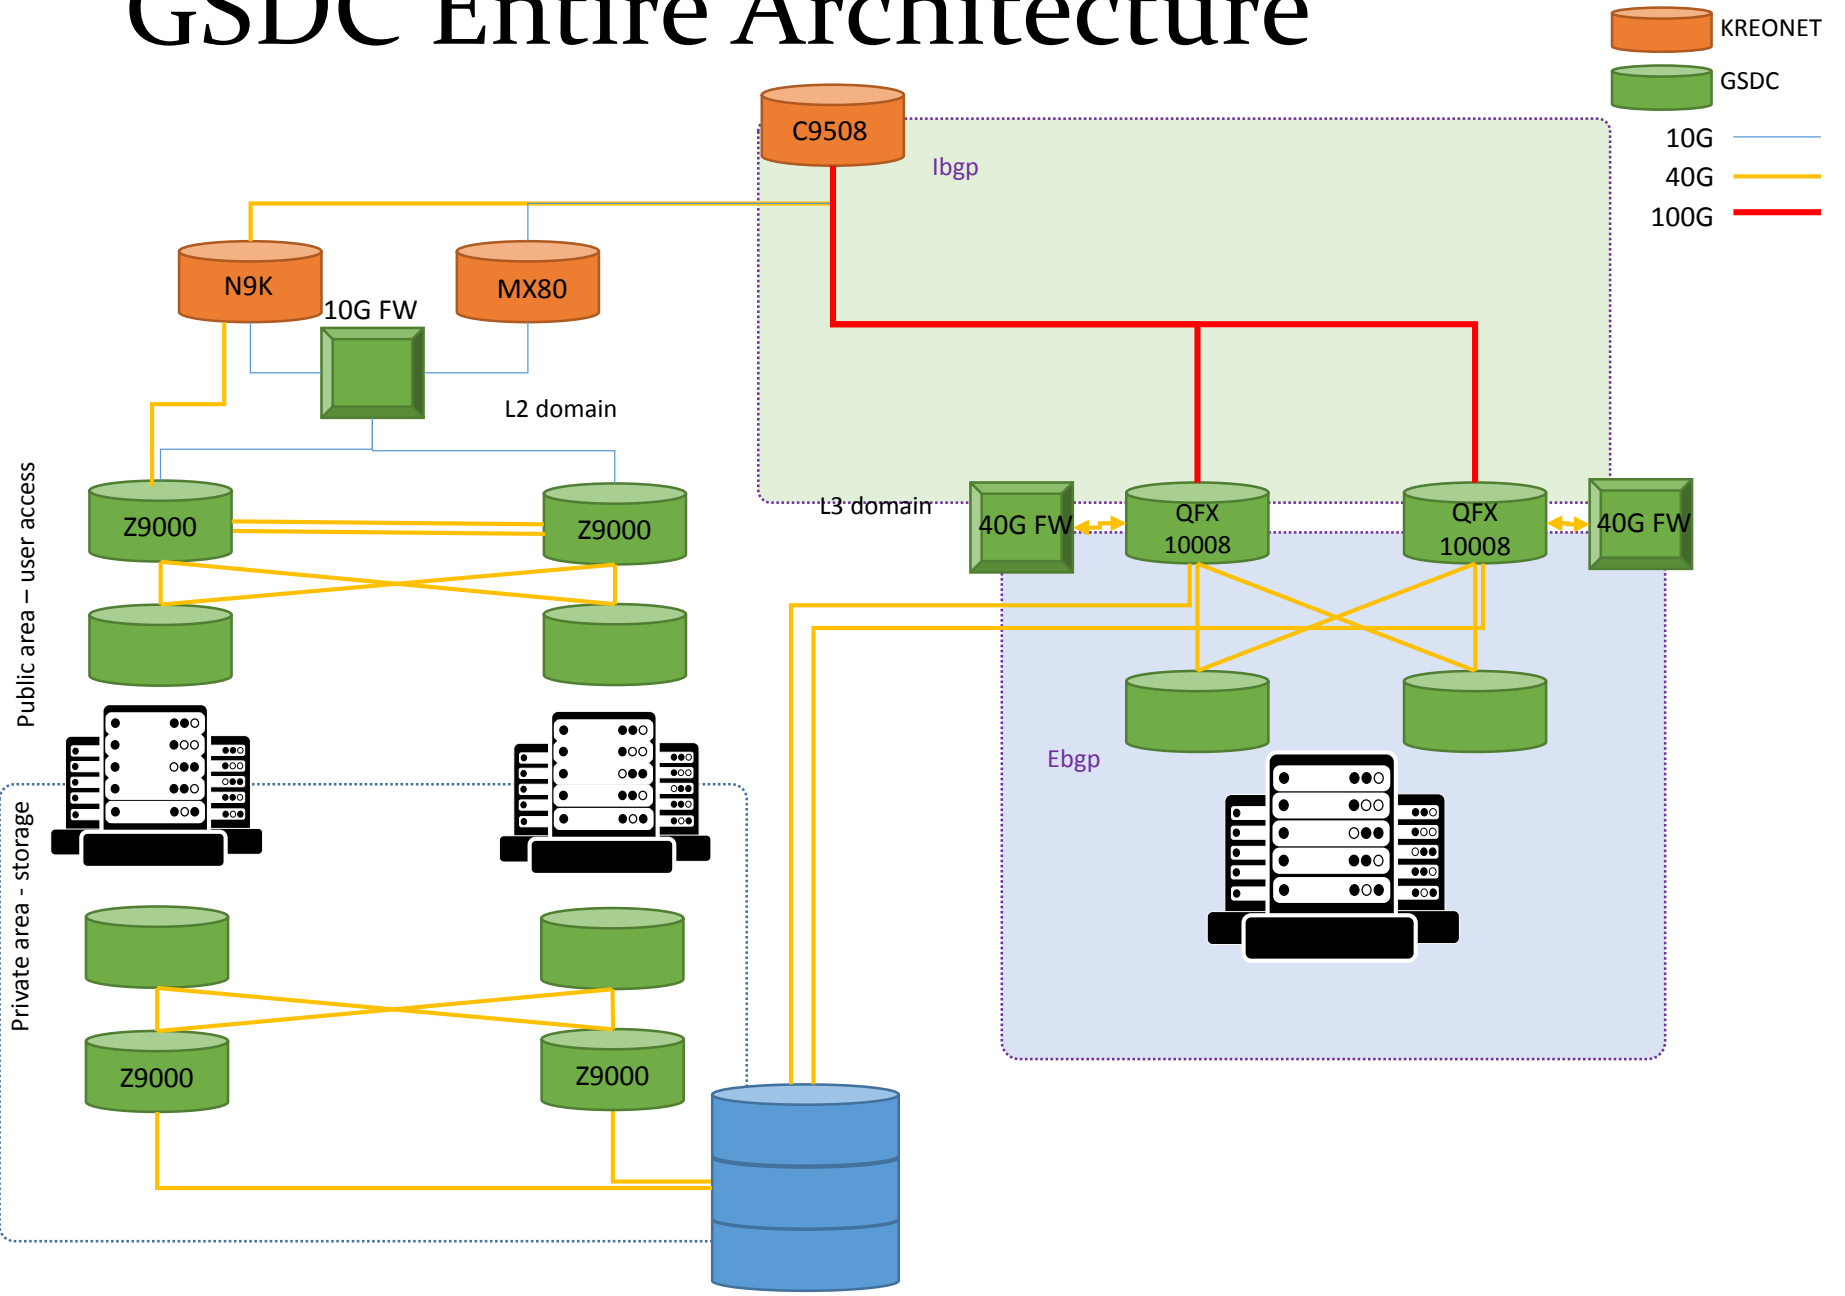 GSDC Entire Architecture
KREONET
GSDC
10G
40G
100G
C9508
Ibgp
N9K
MX80
10G FW
L2 domain
Public area – user access
Z9000
Z9000
L3 domain
40G FW
QFX
10008
QFX
10008
40G FW
Ebgp
Private area - storage
Z9000
Z9000